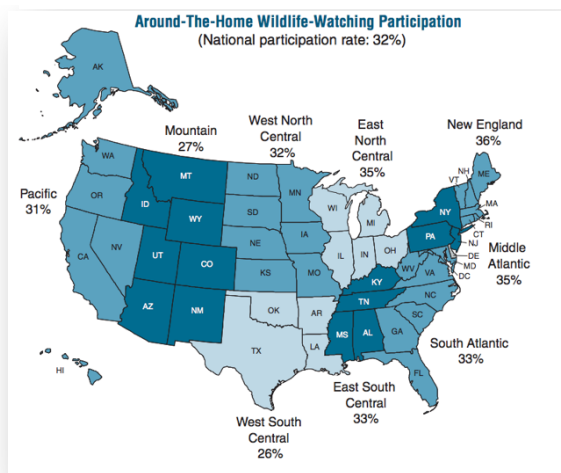 Around-The-Home Wildlife-Watching Participation
(National participation rate: 32%)
AK
West North
Central
32%
East
North
Central
35%
New England
36%
Mountain
27%
Pacific
31%
WA
OR
CA
NV
ID
MT
WY
UT
CO
AZ
NM
ND
SD
NE
KS
MN
IA
MO
WI
MI
IL
IN
OH
OK
AR
TX
LA
KY
TN
MS
AL
WV
VA
NC
SC
GA
FL
NY
PA
VT
NH
ME
MA
RI
CT
NJ
DE
MD
DC
HI
Middle
Atlantic
35%
South Atlantic
33%
East South
Central
33%
West South
Central
26%